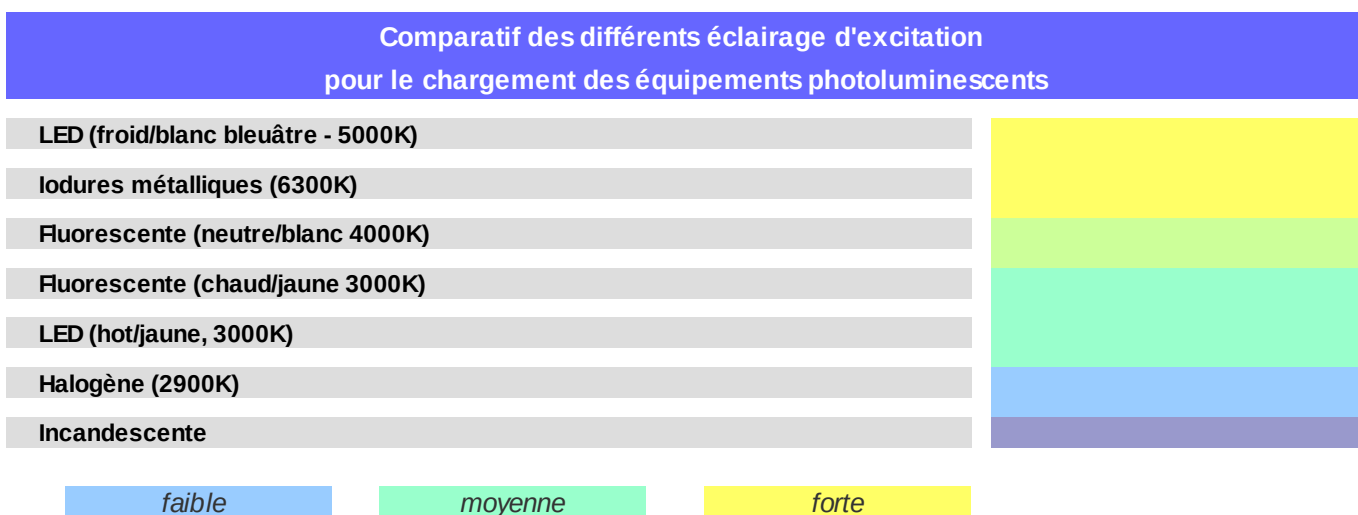 Comparatif des différents éclairage d'excitation
pour le chargement des équipements photoluminescents
LED (froid/blanc bleuâtre - 5000K)
Iodures métalliques (6300K)
Fluorescente (neutre/blanc 4000K)
Fluorescente (chaud/jaune 3000K)
LED (hot/jaune, 3000K)
Halogène (2900K)
Incandescente
faible moyenne forte